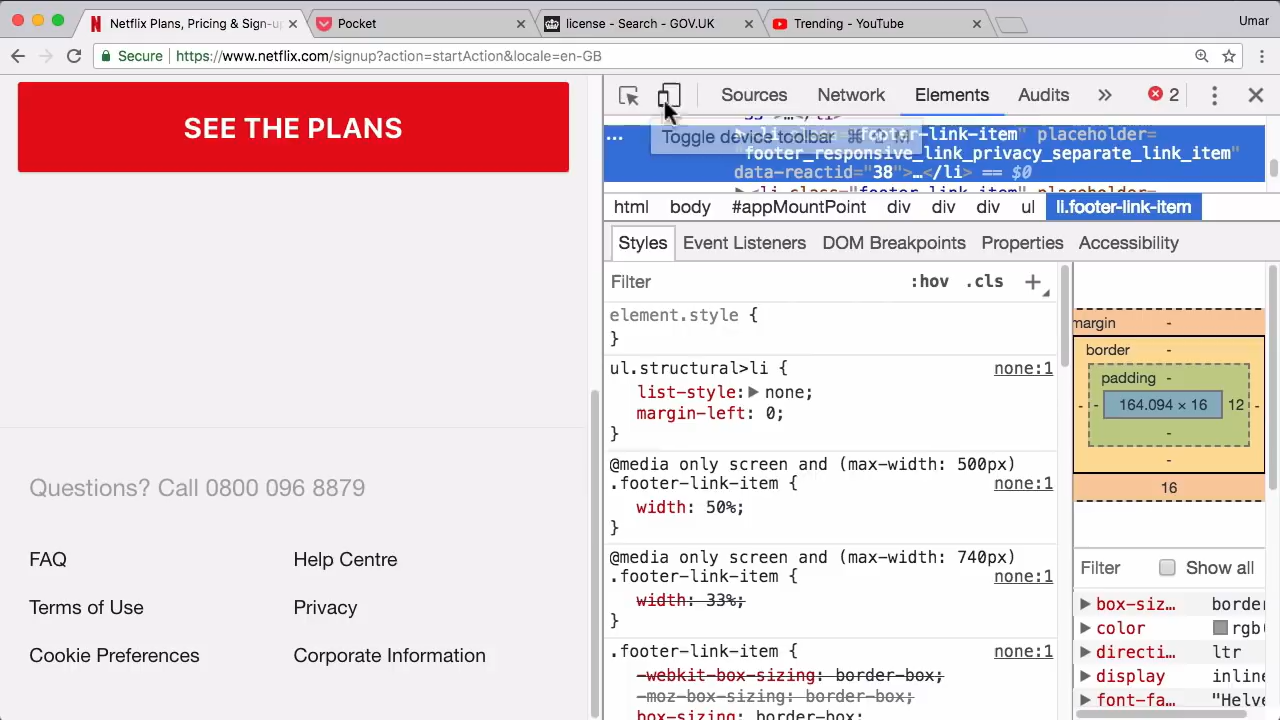 Netflix Plans, Pricing & Sign-u
Pocket
license - Search - GOV.UK
Trending - YouTube
Umar
Secure
https://www.netflix.com/signup?action=startAction&locale=en-GB
SEE THE PLANS
Questions? Call 0800 096 8879
FAQ
Help Centre
Terms of Use
Privacy
Cookie Preferences
Corporate Information
Sources
Network
Elements
Audits
»
2
Toggle device toolbar
footer-link-item" placeholder=
"footer_responsive_link_privacy_separate_link_item"
data-reactid="38">…</li> == $0
<li class="footer-link-item" placeholder=
html
body
#appMountPoint
div
div
div
ul
li.footer-link-item
Styles
Event Listeners
DOM Breakpoints
Properties
Accessibility
Filter
:hov
.cls
+
element.style {
}
ul.structural>li {
none:1
list-style: none;
margin-left: 0;
}
@media only screen and (max-width: 500px)
.footer-link-item {
none:1
width: 50%;
}
@media only screen and (max-width: 740px)
.footer-link-item {
none:1
width: 33%;
}
.footer-link-item {
none:1
-webkit-box-sizing: border-box;
-moz-box-sizing: border-box;
box-sizing: border-box;
margin -
border -
padding -
- - 164.094 × 16 12 -
-
-
16
Filter
Show all
box-siz…
border
color
rgb(
directi…
ltr
display
inline
font-fa…
"Helve